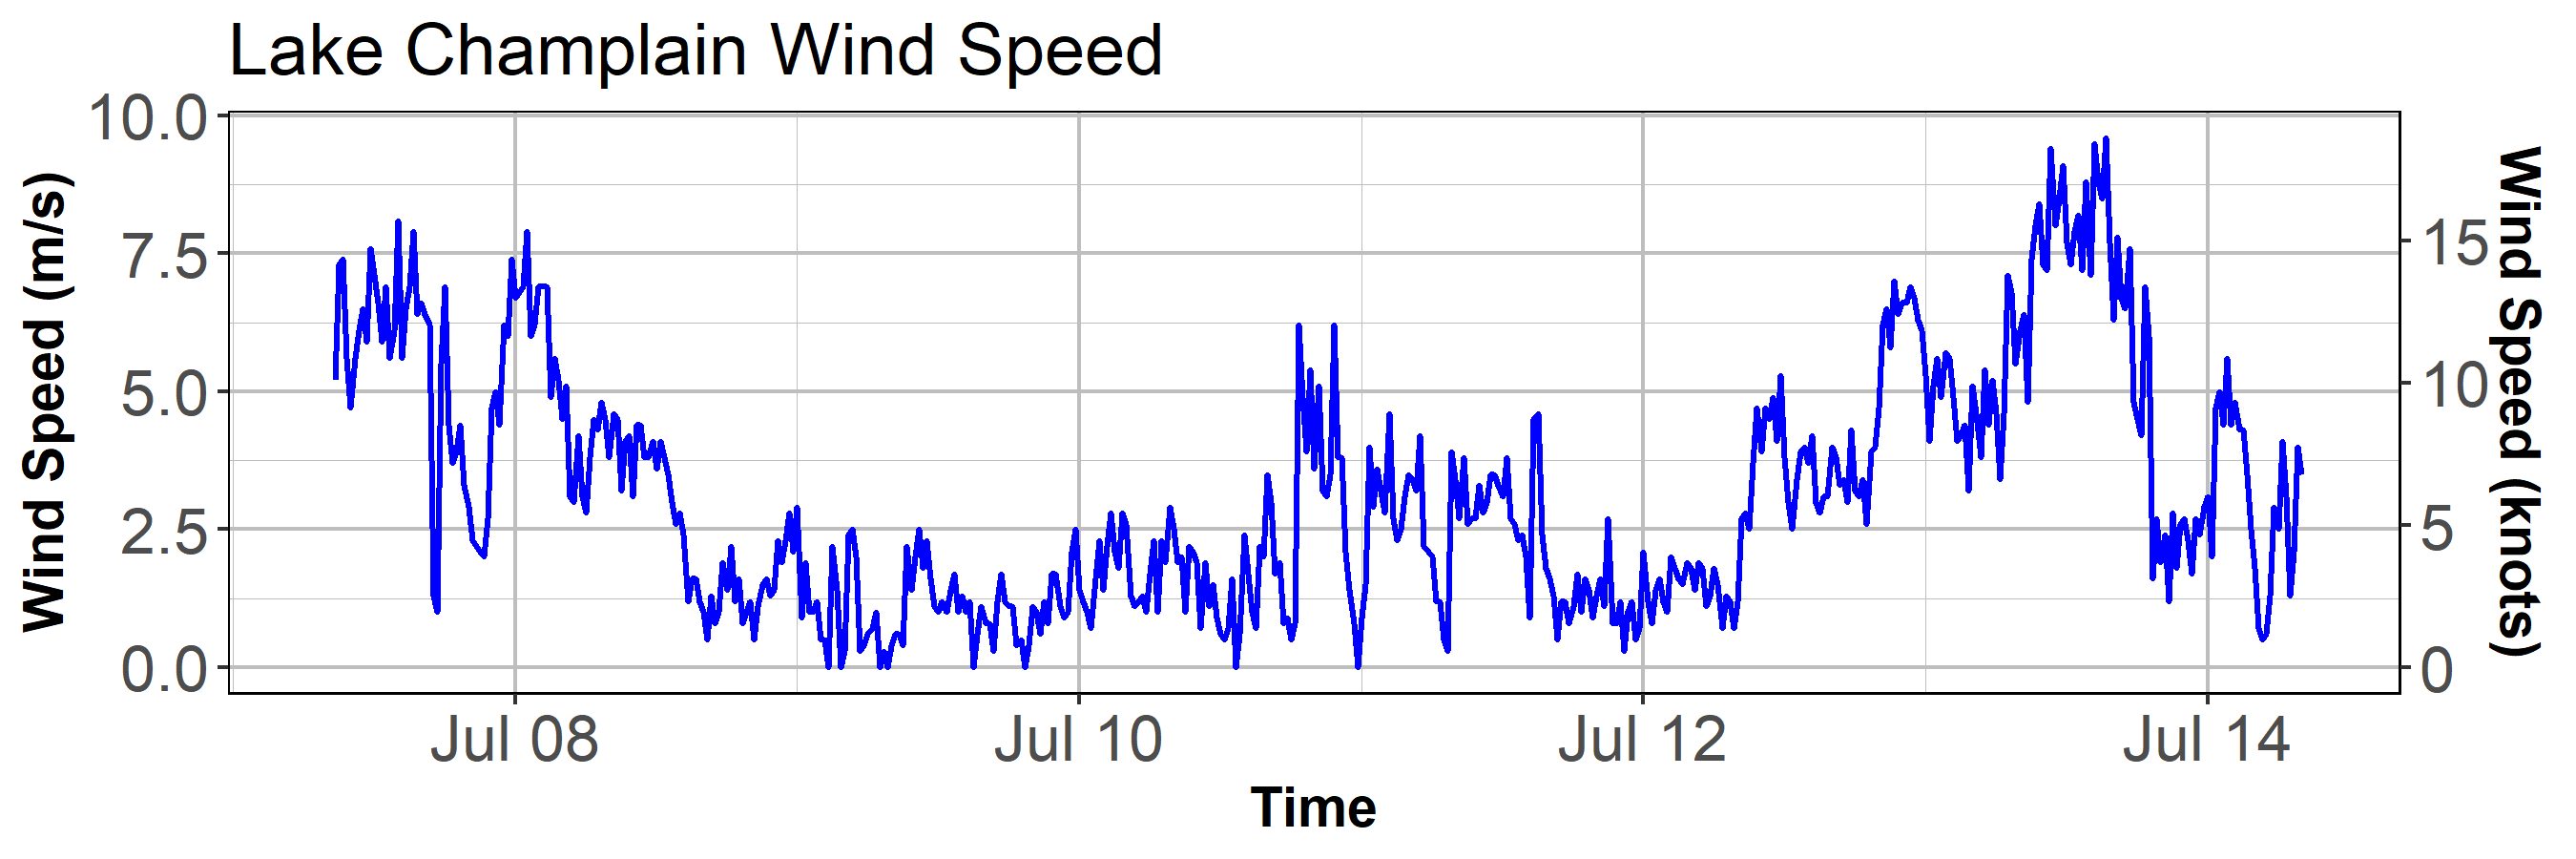 Lake Champlain Wind Speed
10.0
7.5
5.0
2.5
0.0
Wind Speed (m/s)
15
10
5
0
Wind Speed (knots)
Jul 08
Jul 10
Jul 12
Jul 14
Time